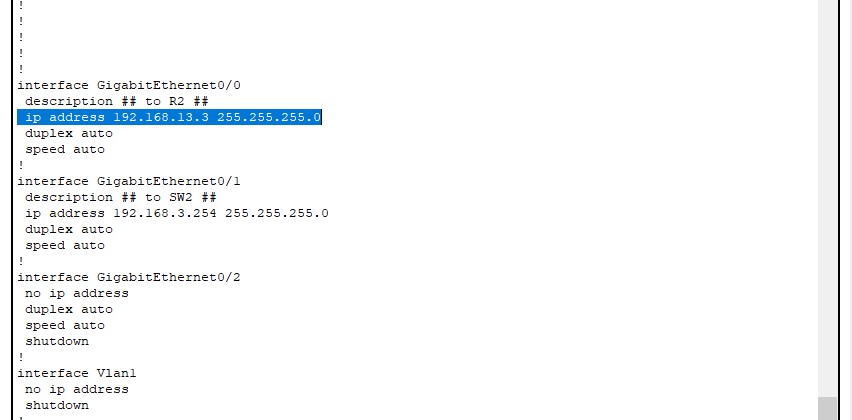 !
!
!
!
!
interface GigabitEthernet0/0
 description ## to R2 ##
 ip address 192.168.13.3 255.255.255.0
 duplex auto
 speed auto
!
interface GigabitEthernet0/1
 description ## to SW2 ##
 ip address 192.168.3.254 255.255.255.0
 duplex auto
 speed auto
!
interface GigabitEthernet0/2
 no ip address
 duplex auto
 speed auto
 shutdown
!
interface Vlan1
 no ip address
 shutdown
!